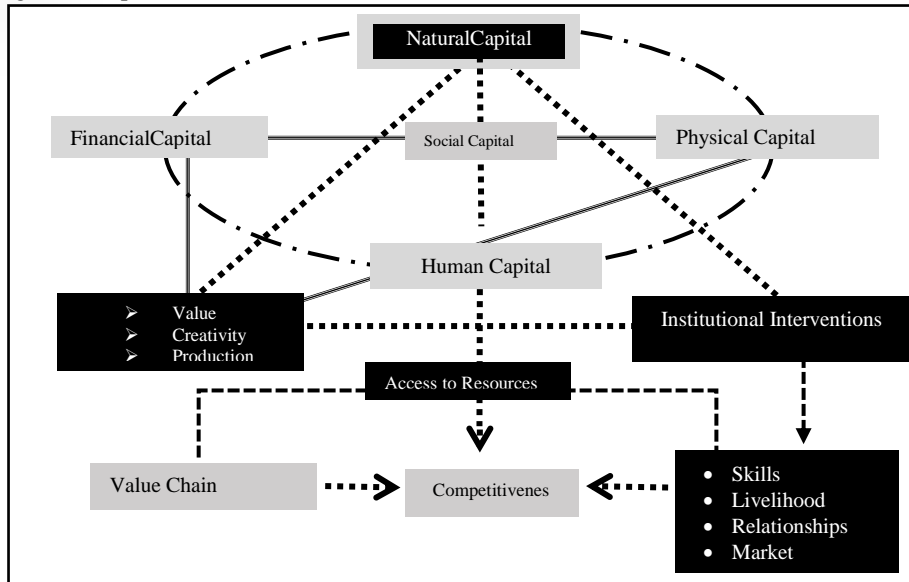 NaturalCapital
FinancialCapital
Social Capital
Physical Capital
Human Capital
➢ Value
➢ Creativity
➢ Production
Institutional Interventions
Access to Resources
Value Chain
Competitivenes
• Skills
• Livelihood
• Relationships
• Market